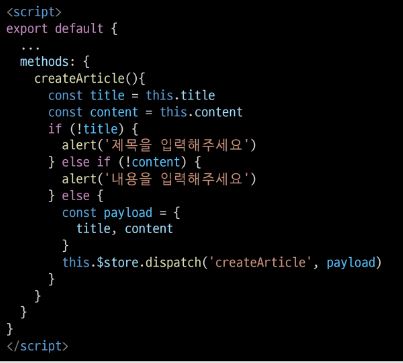 <script>
export default {
  ...
  methods: {
    createArticle(){
      const title = this.title
      const content = this.content
      if (!title) {
        alert('제목을 입력해주세요')
      } else if (!content) {
        alert('내용을 입력해주세요')
      } else {
        const payload = {
          title, content
        }
        this.$store.dispatch('createArticle', payload)
      }
    }
  }
}
</script>